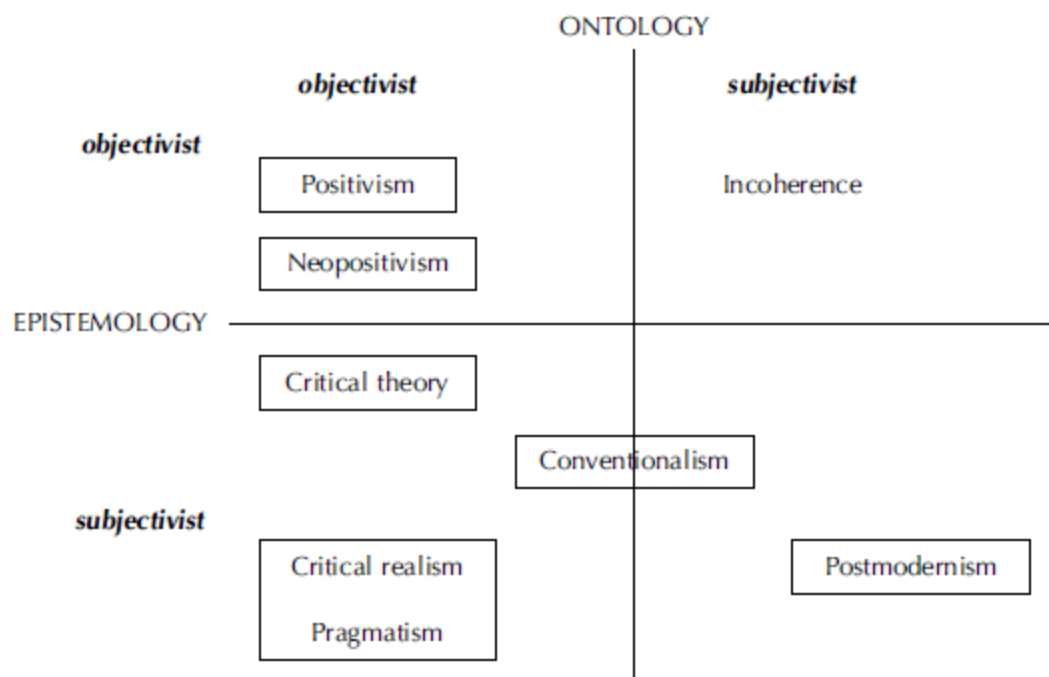 ONTOLOGY
objectivist
subjectivist
objectivist
Positivism
Incoherence
Neopositivism
EPISTEMOLOGY
Critical theory
Conventionalism
subjectivist
Critical realism
Postmodernism
Pragmatism